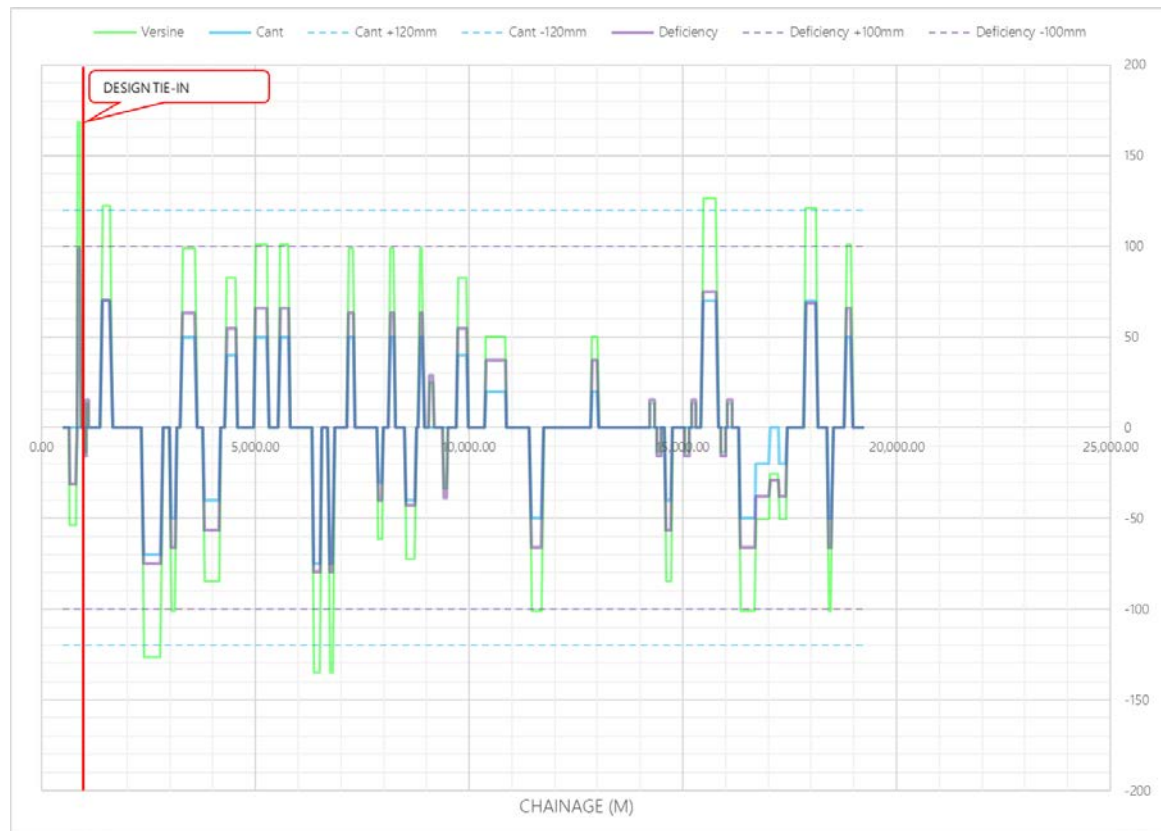 Versine Cant Cant +120mm Cant -120mm Deficiency Deficiency +100mm Deficiency -100mm
200
DESIGN TIE-IN
150
100
50
0
0.00 5,000.00 10,000.00 15,000.00 20,000.00 25,000.00
-50
-100
-150
-200
CHAINAGE (M)